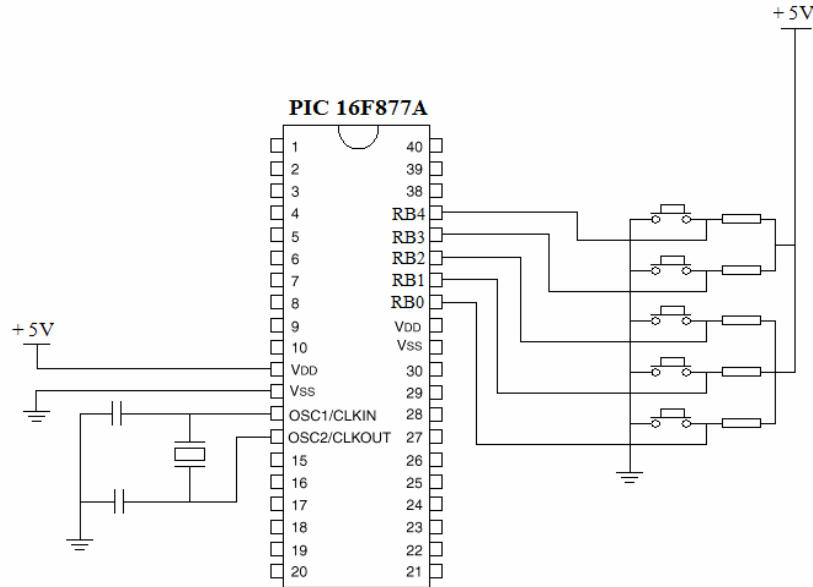 +5V
PIC 16F877A
1 40
2 39
3 38
4 RB4
5 RB3
6 RB2
7 RB1
8 RB0
9 VDD
10 VSS
+5V
VDD 30
VSS 29
OSC1/CLKIN 28
OSC2/CLKOUT 27
15 26
16 25
17 24
18 23
19 22
20 21